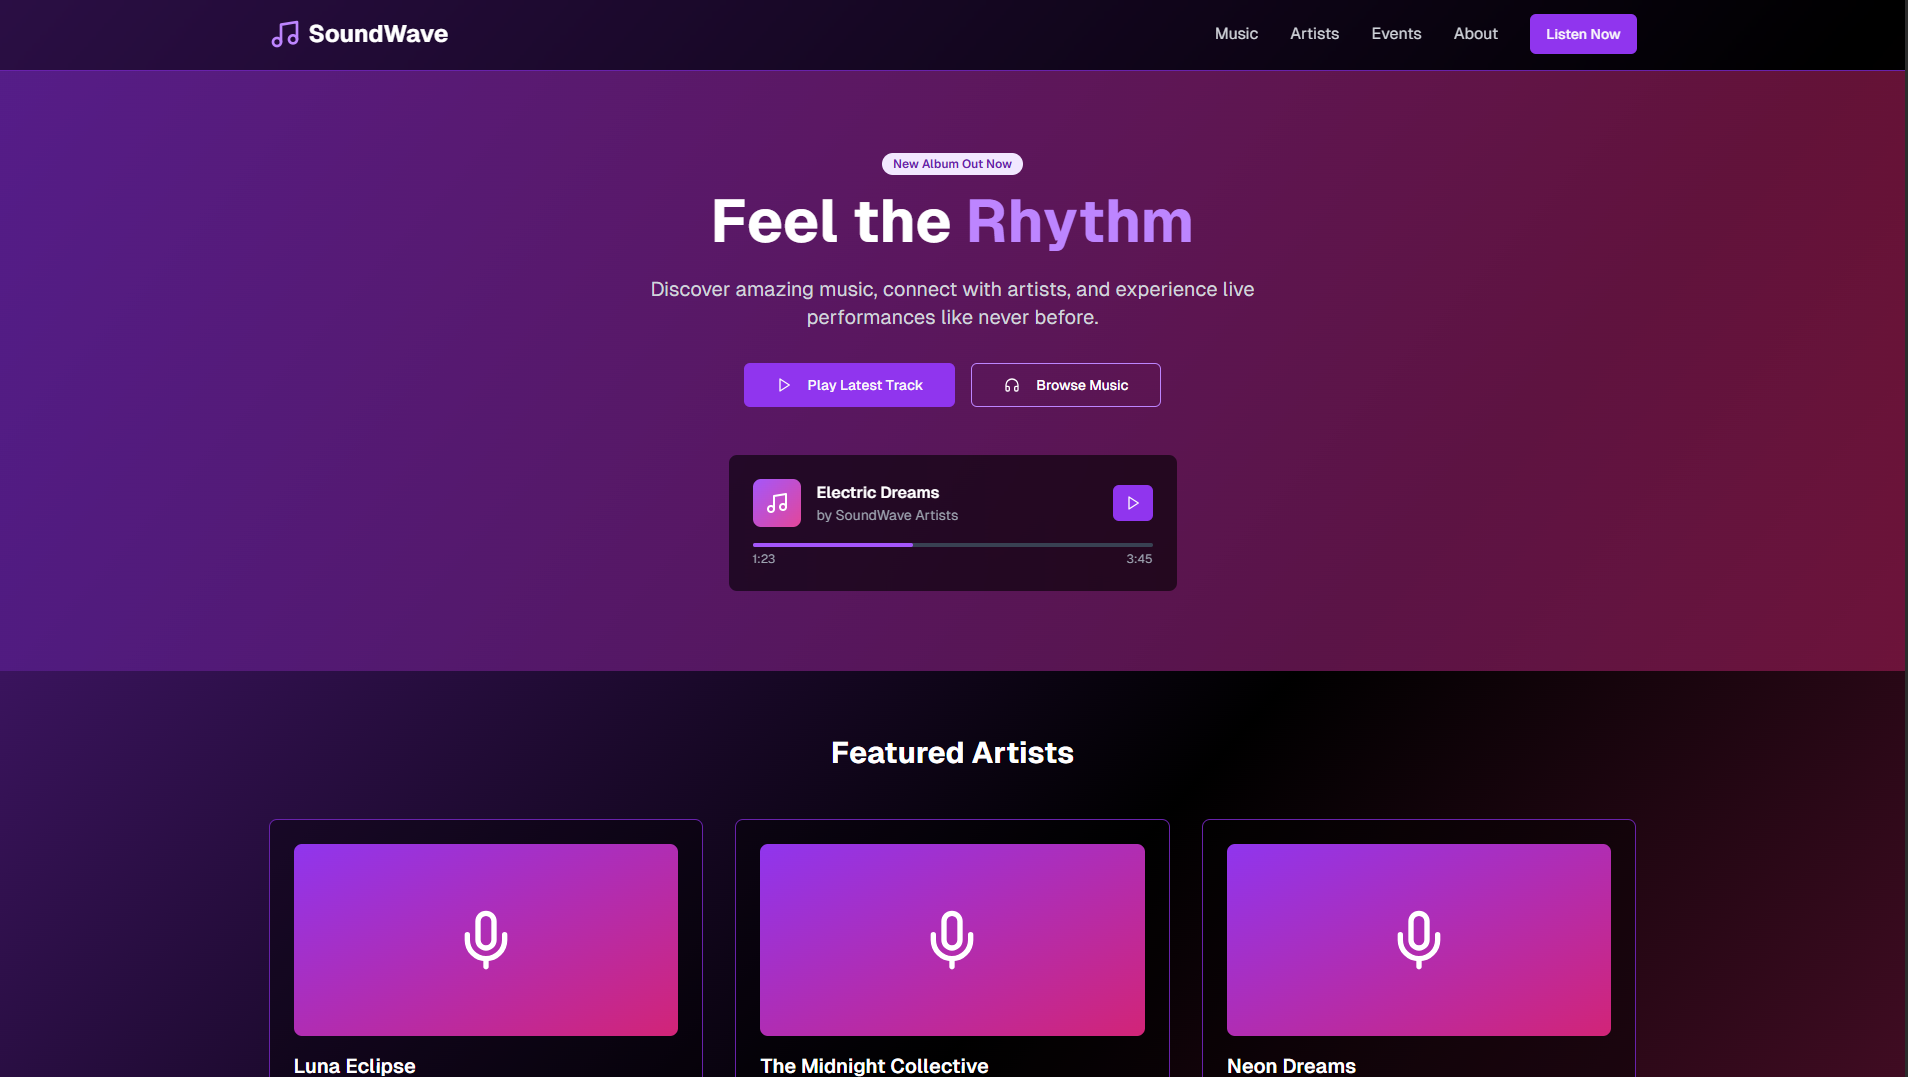 SoundWave
Music
Artists
Events
About
Listen Now
New Album Out Now
Feel the Rhythm
Discover amazing music, connect with artists, and experience live
performances like never before.
Play Latest Track
Browse Music
Electric Dreams
by SoundWave Artists
1:23
3:45
Featured Artists
Luna Eclipse
The Midnight Collective
Neon Dreams